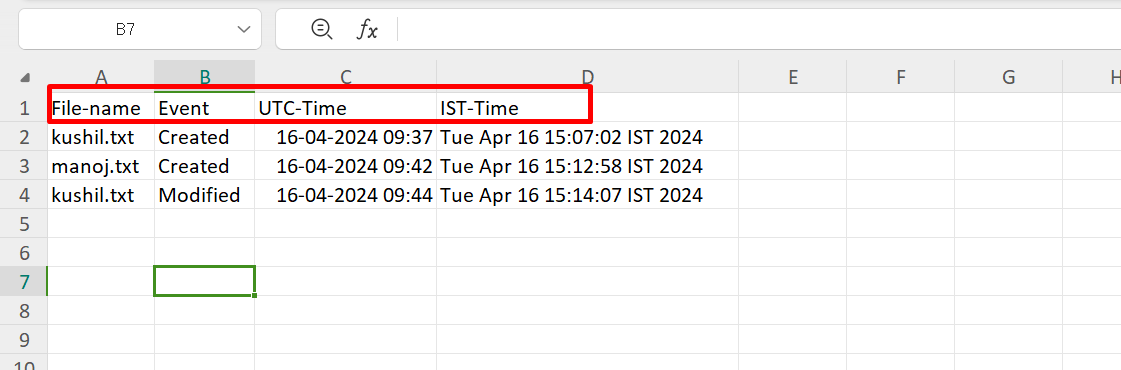 B7 fx
A B C D E F G H
1 File-name Event UTC-Time IST-Time
2 kushil.txt Created 16-04-2024 09:37 Tue Apr 16 15:07:02 IST 2024
3 manoj.txt Created 16-04-2024 09:42 Tue Apr 16 15:12:58 IST 2024
4 kushil.txt Modified 16-04-2024 09:44 Tue Apr 16 15:14:07 IST 2024
5
6
7
8
9
10